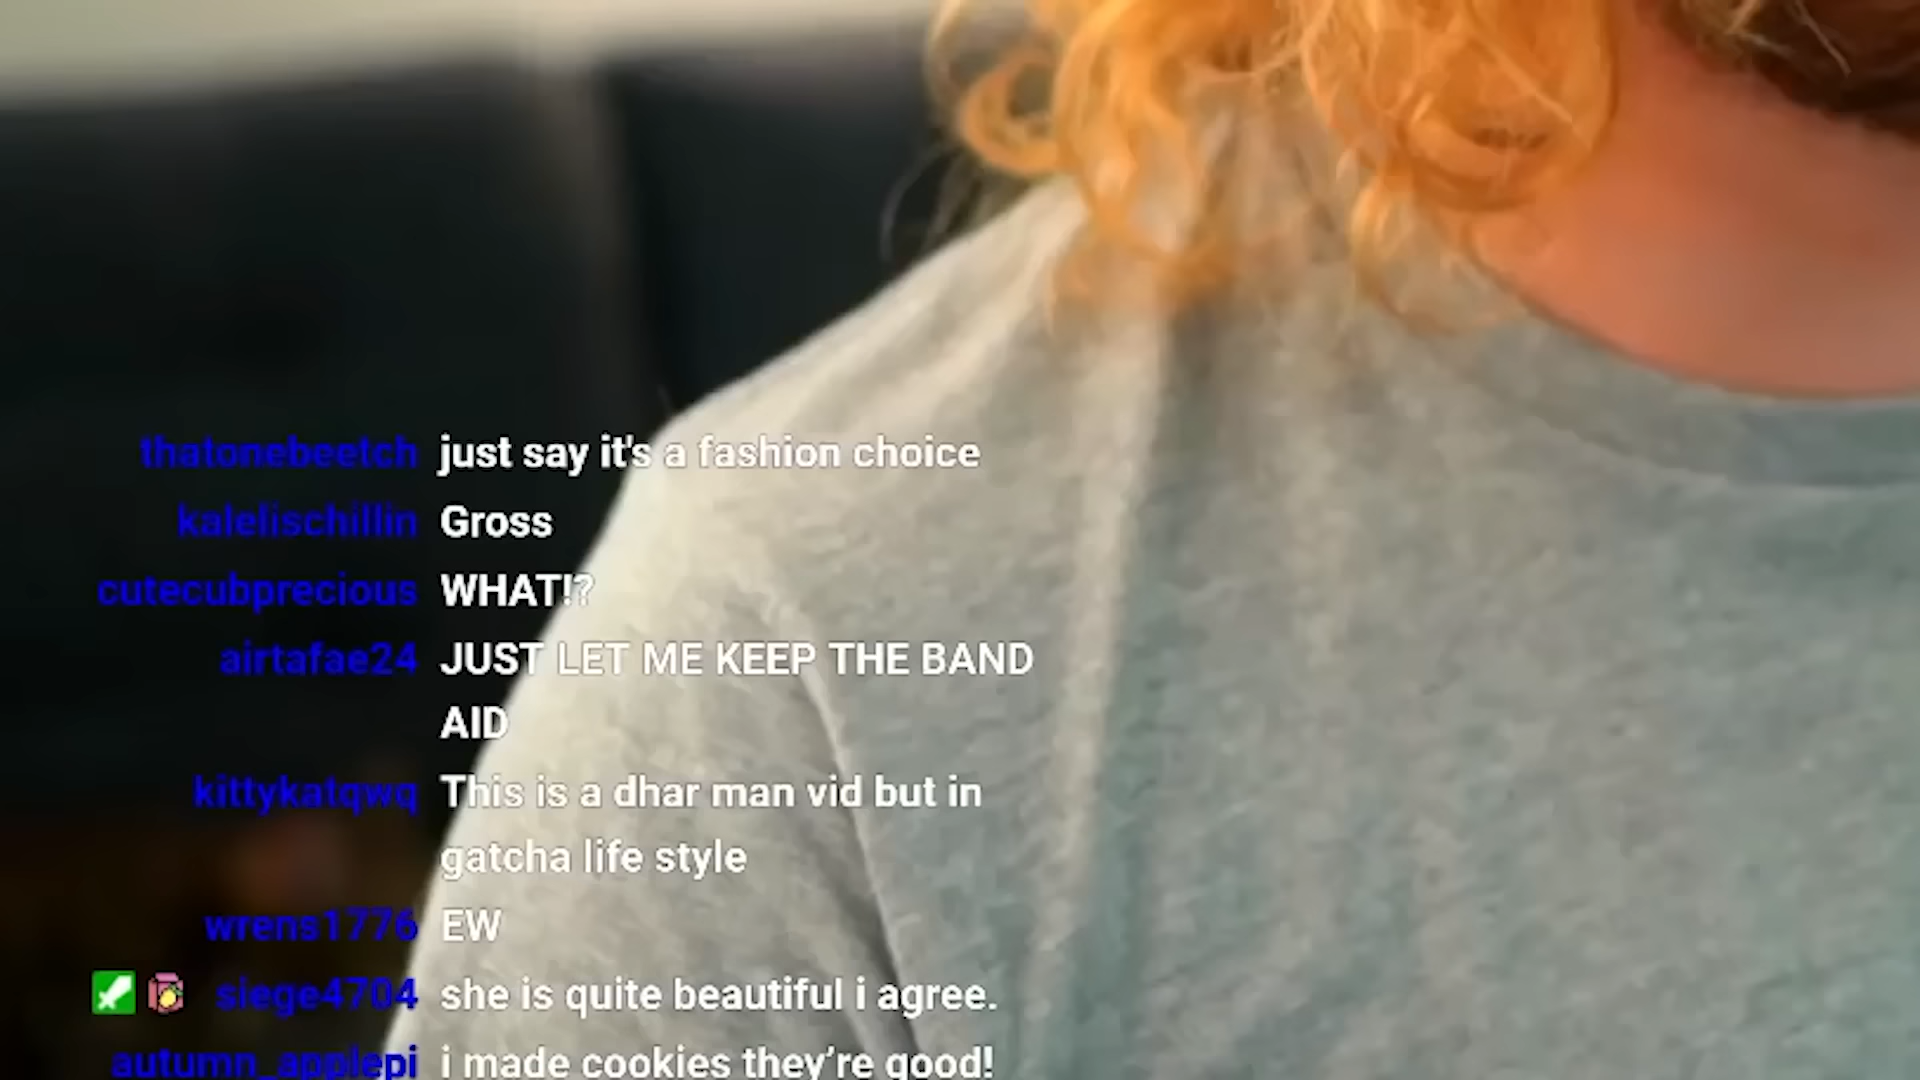 thatonebeetch just say it's a fashion choice
kalelischillin Gross
cutecubprecious WHAT!?
airtafae24 JUST LET ME KEEP THE BAND
AID
kittykatqwq This is a dhar man vid but in
gatcha life style
wrens1776 EW
siege4704 she is quite beautiful i agree.
autumn_applepi i made cookies they’re good!